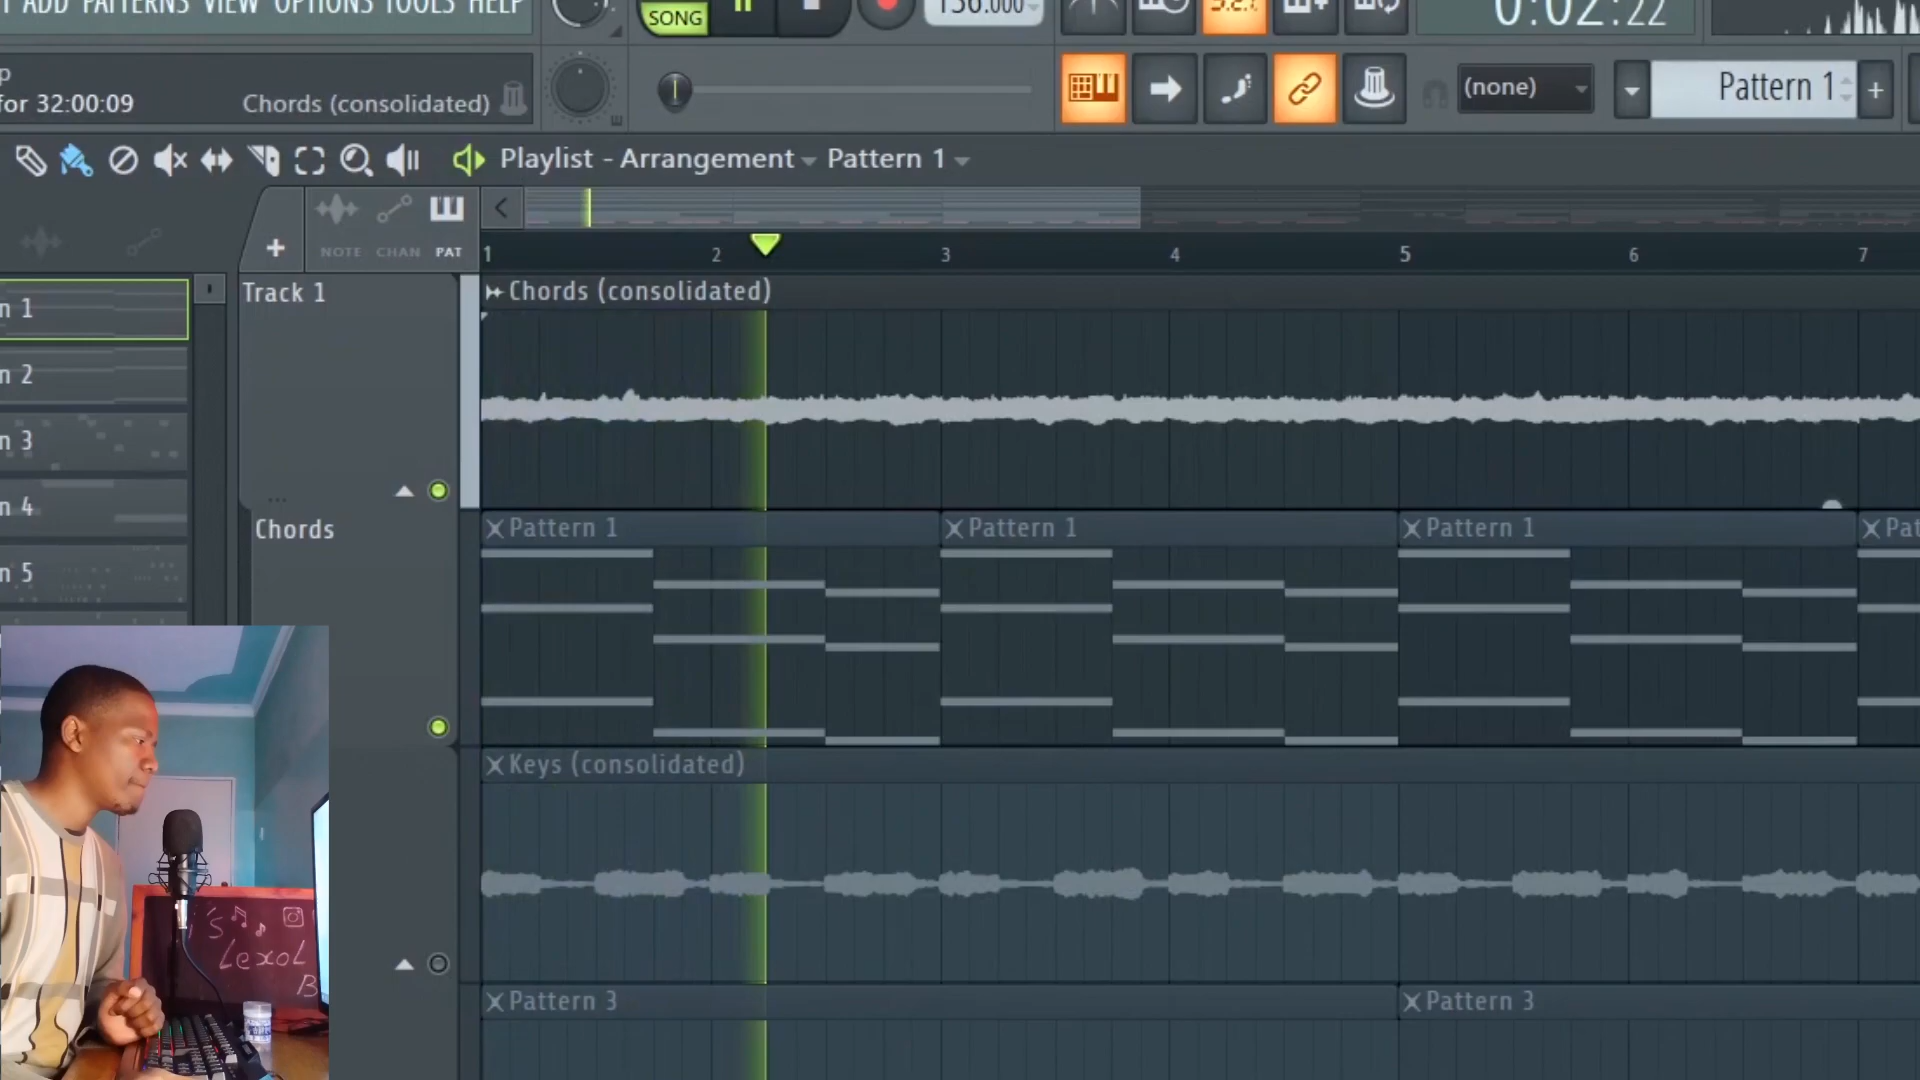 ADD PATTERNS VIEW OPTIONS TOOLS HELP
SONG
0:02:22
for 32:00:09
Chords (consolidated)
(none)
Pattern 1
+
Playlist - Arrangement
Pattern 1
NOTE CHAN PAT
+
1 2 3 4 5 6 7
n 1
n 2
n 3
n 4
n 5
Track 1
Chords (consolidated)
Chords
Pattern 1
Pattern 1
Pattern 1
Pat
Keys (consolidated)
Pattern 3
Pattern 3
's
LexoL
B